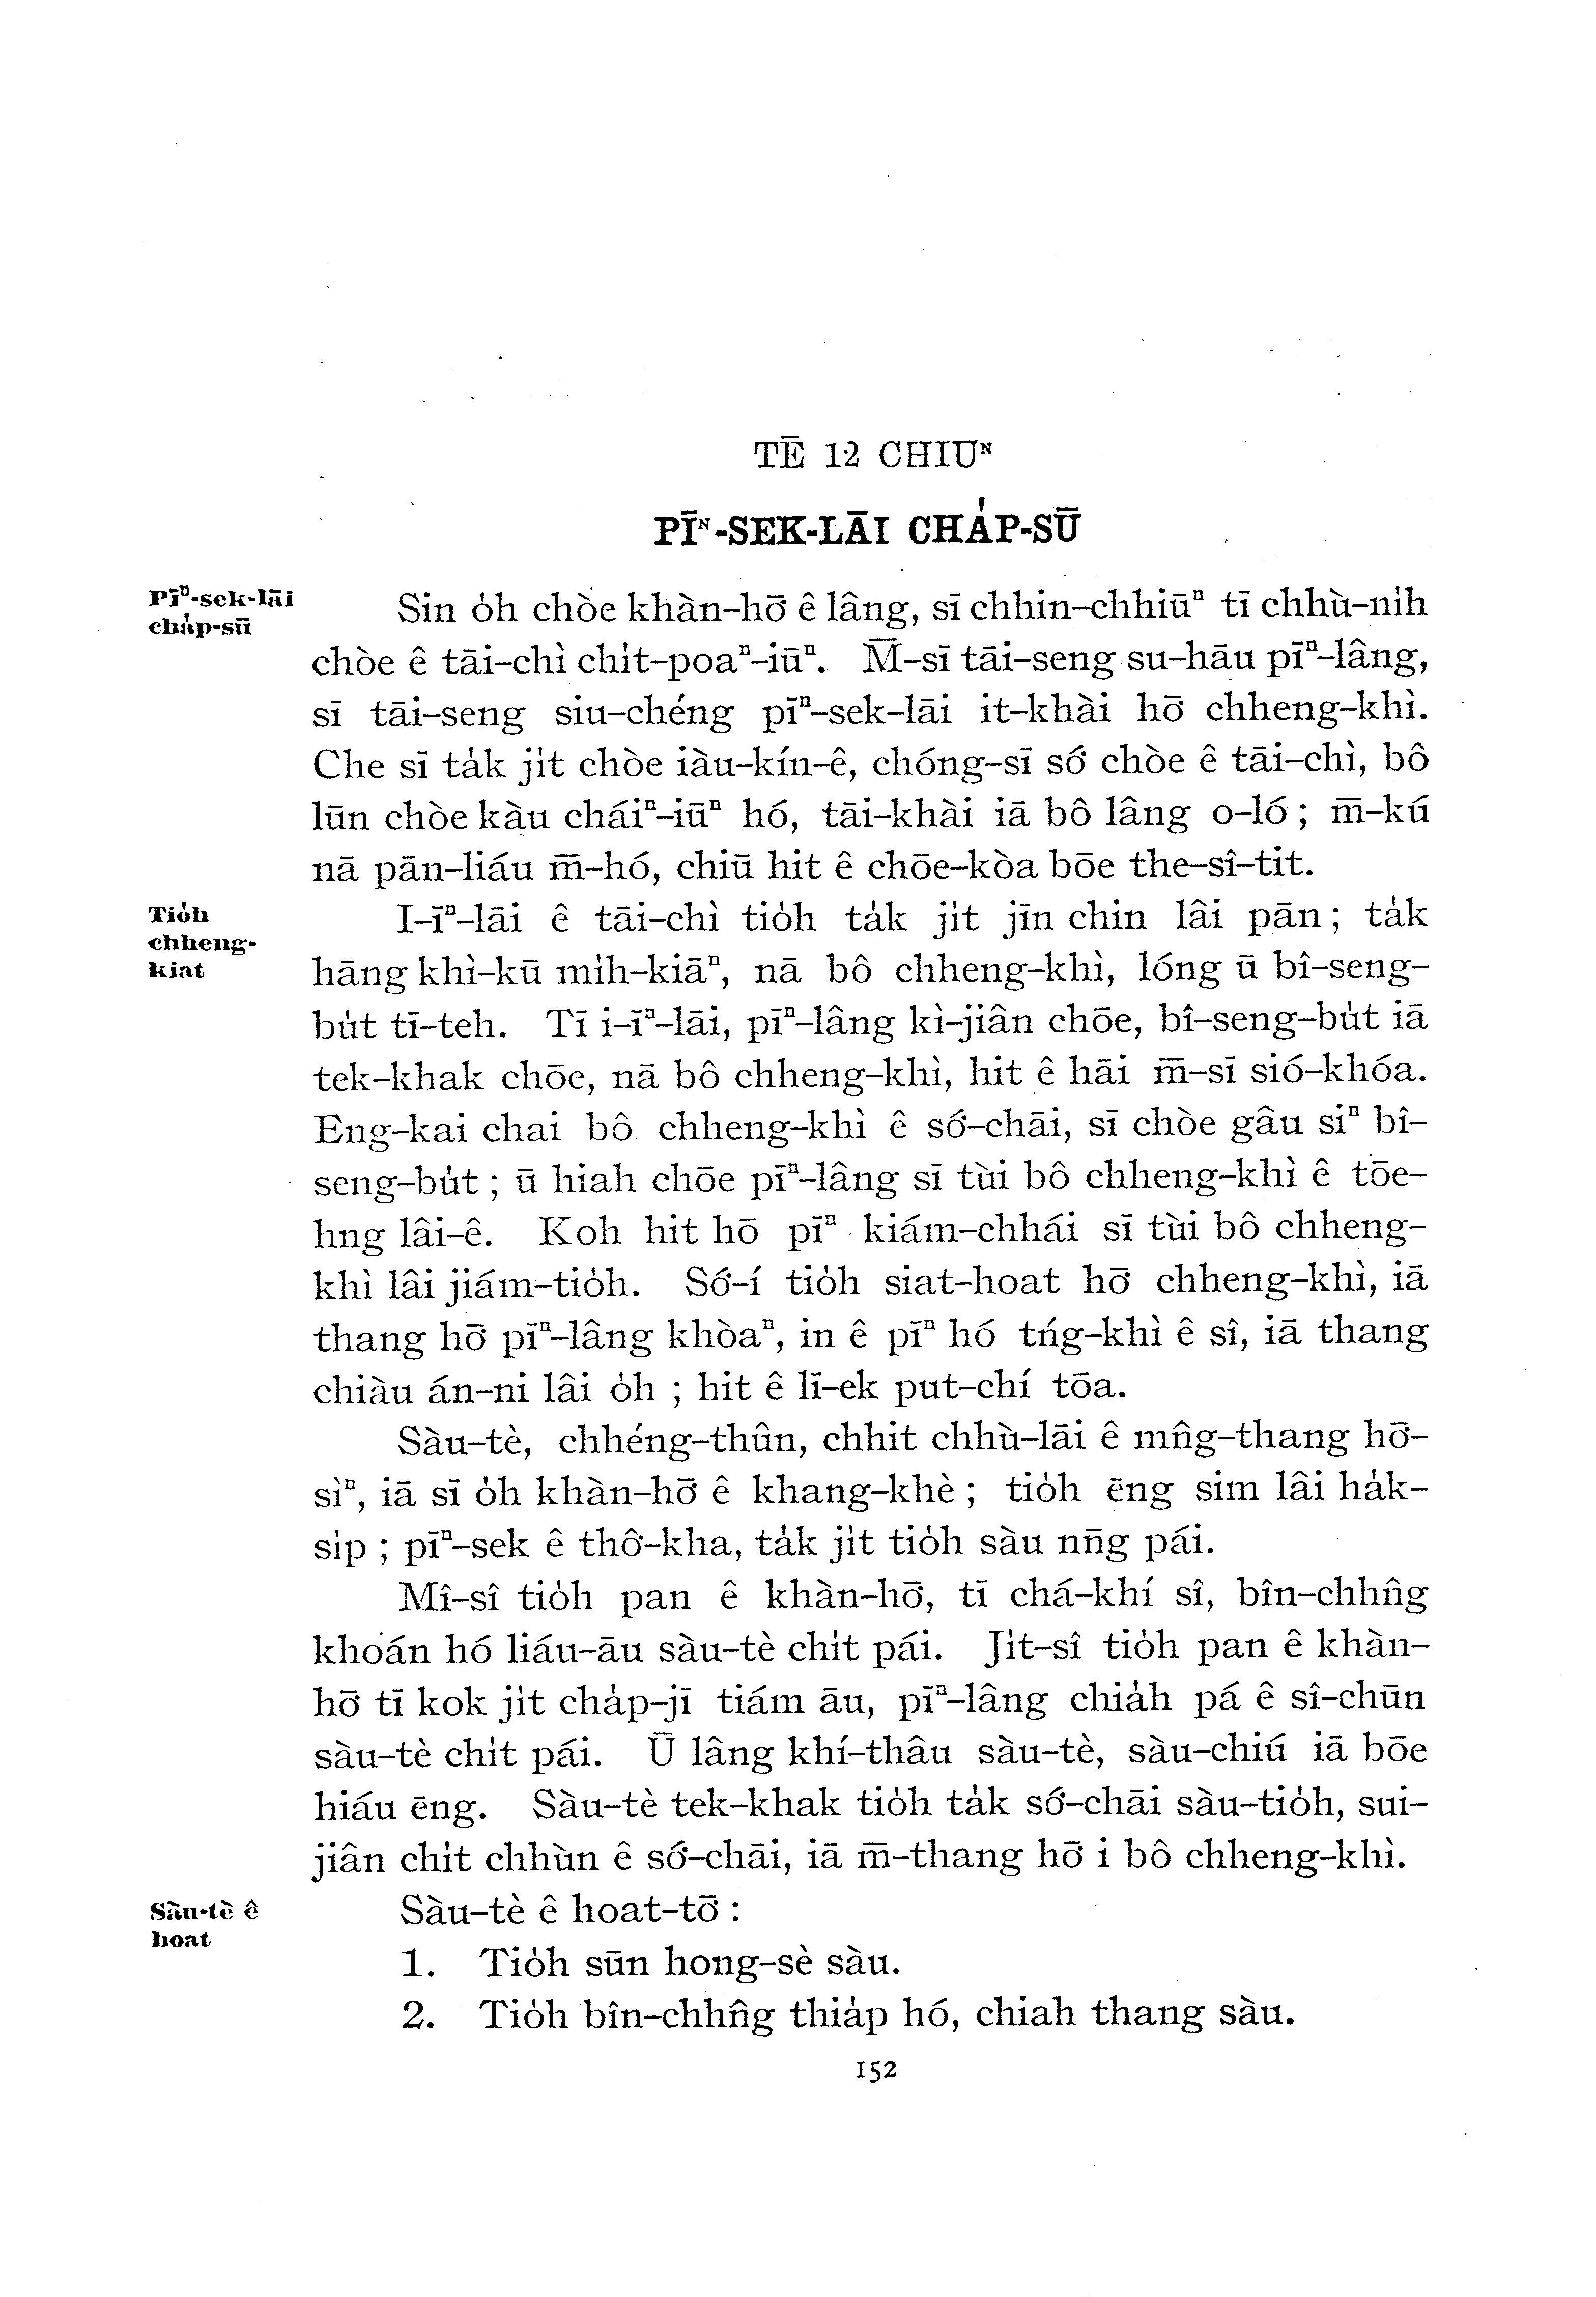 TĒ 12 CHIUᴺ
PĪᴺ-SEK-LĀI CHA̍P-SŪ
Pīⁿ-sek-lāi
cha̍p-sū
Sin o̍h chòe khàn-hō͘ ê lâng, sī chhin-chhiūⁿ tī chhù-ni̍h
chòe ê tāi-chì chi̍t-poaⁿ-iūⁿ. M̄-sī tāi-seng su-hāu pīⁿ-lâng,
sī tāi-seng siu-chéng pīⁿ-sek-lāi it-khài hō͘ chheng-khì.
Che sī ta̍k ji̍t chòe iàu-kín-ê, chóng-sī só͘ chòe ê tāi-chì, bô
lūn chòe kàu cháiⁿ-iūⁿ hó, tāi-khài iā bô lâng o-ló; m̄-kú
nā pān-liáu m̄-hó, chiū hit ê chōe-kòa bōe the-sî-tit.
Tio̍h
chheng-
kiat
I-īⁿ-lāi ê tāi-chì tio̍h ta̍k ji̍t jīn chin lâi pān; ta̍k
hāng khì-kū mi̍h-kiāⁿ, nā bô chheng-khì, lóng ū bî-seng-
bu̍t tī-teh. Tī i-īⁿ-lāi, pīⁿ-lâng kì-jiân chōe, bî-seng-bu̍t iā
tek-khak chōe, nā bô chheng-khì, hit ê hāi m̄-sī sió-khóa.
Eng-kai chai bô chheng-khì ê só͘-chāi, sī chòe gâu siⁿ bî-
seng-bu̍t; ū hiah chōe pīⁿ-lâng sī tùi bô chheng-khì ê tōe-
hng lâi-ê. Koh hit hō pīⁿ kiám-chhái sī tùi bô chheng-
khì lâi jiám-tio̍h. Só͘-í tio̍h siat-hoat hō͘ chheng-khì, iā
thang hō͘ pīⁿ-lâng khòaⁿ, in ê pīⁿ hó tńg-khì ê sî, iā thang
chiàu án-ni lâi o̍h; hit ê lī-ek put-chí tōa.
Sàu-tè, chhéng-thûn, chhit chhù-lāi ê mn̂g-thang hō͘-
sìⁿ, iā sī o̍h khàn-hō͘ ê khang-khè; tio̍h ēng sim lâi ha̍k-
si̍p; pīⁿ-sek ê thô͘-kha, ta̍k ji̍t tio̍h sàu nn̄g pái.
Mî-sî tio̍h pan ê khàn-hō͘, tī chá-khí sî, bîn-chhn̂g
khoán hó liáu-āu sàu-tè chi̍t pái. Ji̍t-sî tio̍h pan ê khàn-
hō͘ tī kok ji̍t cha̍p-jī tiám āu, pīⁿ-lâng chia̍h pá ê sî-chūn
sàu-tè chi̍t pái. Ū lâng khí-thâu sàu-tè, sàu-chiú iā bōe
hiáu ēng. Sàu-tè tek-khak tio̍h ta̍k só͘-chāi sàu-tio̍h, sui-
jiân chi̍t chhùn ê só͘-chāi, iā m̄-thang hō͘ i bô chheng-khì.
Sàu-tè ê
hoat
Sàu-tè ê hoat-tō͘:
1. Tio̍h sūn hong-sè sàu.
2. Tio̍h bîn-chhn̂g thia̍p hó, chiah thang sàu.
152